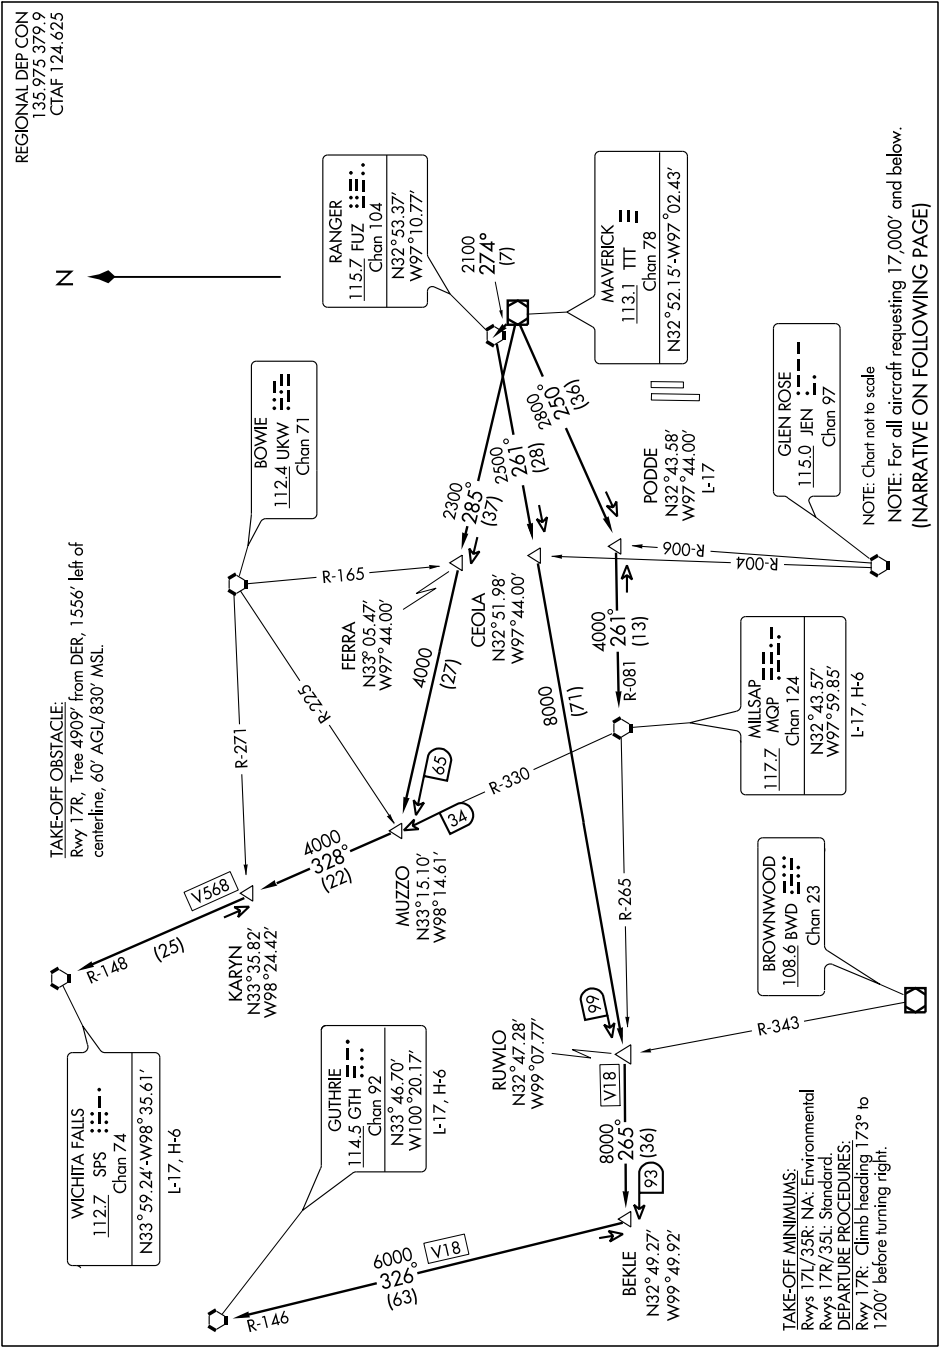 REGIONAL DEP CON
135.975 379.9
CTAF 124.625
TAKE-OFF OBSTACLE:
Rwy 17R, Tree 4909' from DER, 1556' left of
centerline, 60' AGL/830' MSL.
N
WICHITA FALLS
112.7 SPS
Chan 74
N33°59.24'-W98°35.61'
L-17, H-6
R-148
(25)
V568
KARYN
N33°35.82'
W98°24.42'
4000
328°
(22)
R-271
BOWIE
112.4 UKW
Chan 71
R-165
R-225
MUZZO
N33°15.10'
W98°14.61'
65
34
R-330
4000
(27)
FERRA
N33°05.47'
W97°44.00'
2300
285°
(37)
RANGER
115.7 FUZ
Chan 104
N32°53.37'
W97°10.77'
2100
274°
(7)
2500
261°
(28)
CEOLA
N32°51.98'
W97°44.00'
2800°
250
(36)
MAVERICK
113.1 TTT
Chan 78
N32°52.15'-W97°02.43'
PODDE
N32°43.58'
W97°44.00'
L-17
4000
261°
(13)
R-081
8000
(71)
R-006
R-004
GLEN ROSE
115.0 JEN
Chan 97
MILLSAP
117.7 MQP
Chan 124
N32°43.57'
W97°59.85'
L-17, H-6
R-265
GUTHRIE
114.5 GTH
Chan 92
N33°46.70'
W100°20.17'
L-17, H-6
RUWLO
N32°47.28'
W99°07.77'
99
V18
8000
265°
(36)
93
R-343
BROWNWOOD
108.6 BWD
Chan 23
BEKLE
N32°49.27'
W99°49.92'
6000
326°
(63)
V18
R-146
TAKE-OFF MINIMUMS:
Rwys 17L/35R: NA: Environmental
Rwys 17R/35L: Standard.
DEPARTURE PROCEDURES:
Rwy 17R: Climb heading 173° to
1200' before turning right.
NOTE: Chart not to scale
NOTE: For all aircraft requesting 17,000' and below.
(NARRATIVE ON FOLLOWING PAGE)